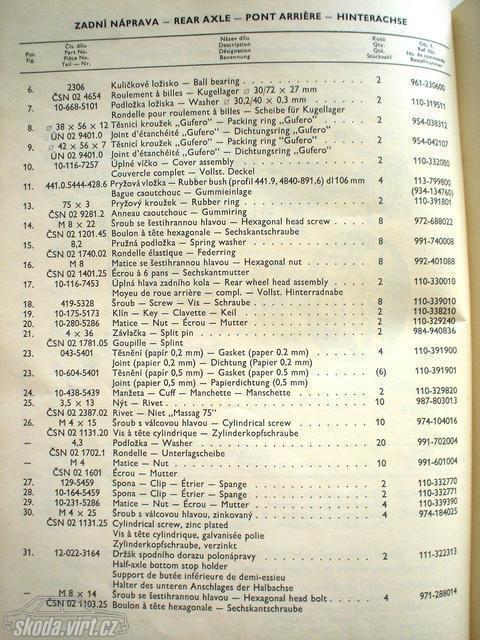 ZADNÍ NÁPRAVA — REAR AXLE — PONT ARRIÈRE — HINTERACHSE
Pos. Fig. Čís. dílu Part No. Pièce No. Teil — Nr. Název dílu Description Désignation Benennung Kusů Qty. Qté. Stückzahl Obj. č. Ref. No. No. de commande Bestellnummer
6. 2306 Kuličkové ložisko — Ball bearing 2 961-230600
ČSN 02 4654 Roulement à billes — Kugellager ∅ 30/72 × 27 mm
7. 10-668-5101 Podložka ložiska — Washer ∅ 30,2/40 × 0,3 mm 2 110-319511
Rondelle pour roulement à billes — Scheibe für Kugellager
8. ∅ 38 × 56 × 12 Těsnicí kroužek „Gufero" — Packing ring "Gufero" 2 954-038312
ÚN 02 9401.0 Joint d'étanchéité „Gufero" — Dichtungsring „Gufero"
9. ∅ 42 × 56 × 7 Těsnicí kroužek „Gufero" — Packing ring "Gufero" 2 954-042107
ÚN 02 9401.0 Joint d'étanchéité „Gufero" — Dichtungsring „Gufero"
10. 10-116-7257 Úplné víčko — Cover assembly 2 110-332080
Couvercle complet — Vollst. Deckel
11. 441.0.5444-428.6 Pryžová vložka — Rubber bush (profil 441.9, 4840-891,6) dl 106 mm 4 113-799800
Bague caoutchouc — Gummieinlage (934-134760)
13. 75 × 3 Pryžový kroužek — Rubber ring 2 110-391801
ČSN 02 9281.2 Anneau caoutchouc — Gummiring
14. M 8 × 22 Šroub se šestihrannou hlavou — Hexagonal head screw 8 972-688022
ČSN 02 1201.45 Boulon à tête hexagonale — Sechskantschraube
15. 8,2 Pružná podložka — Spring washer 8 991-740008
ČSN 02 1740.02 Rondelle élastique — Federring
16. M 8 Matice se šestihrannou hlavou — Hexagonal nut 8 992-401088
ČSN 02 1401.25 Écrou à 6 pans — Sechskantmutter
17. 10-116-7453 Úplná hlava zadního kola — Rear wheel head assembly 2 110-330010
Moyeu de roue arrière — compl. — Vollst. Hinterradnabe
18. 419-5328 Šroub — Screw — Vis — Schraube 8 110-339010
19. 10-175-5173 Klín — Key — Clavette — Keil 2 110-338210
20. 10-280-5286 Matice — Nut — Écrou — Mutter 2 110-329240
21. 4 × 36 Závlačka — Split pin 2 984-940836
ČSN 02 1781.05 Goupille — Splint
22. 043-5401 Těsnění (papír 0,2 mm) — Gasket (paper 0,2 mm) 4 110-391900
Joint (papier 0,2 mm) — Dichtung (Papier 0,2 mm)
23. 10-604-5401 Těsnění (papír 0,5 mm) — Gasket (paper 0.5 mm) (6) 110-391901
Joint (papier 0,5 mm) — Papierdichtung (0,5 mm)
24. 10-438-5439 Manžeta — Cuff — Manchette — Manschette 2 110-329820
25. 3,5 × 13 Nýt — Rivet 10 987-803013
ČSN 02 2387.02 Rivet — Niet „Massag 75"
26. M 4 × 15 Šroub s válcovou hlavou — Cylindrical screw 10 974-104016
ČSN 02 1131.20 Vis à tête cylindrique — Zylinderkopfschraube
— 4,3 Podložka — Washer 20 991-702004
ČSN 02 1702.1 Rondelle — Unterlagscheibe
— M 4 Matice — Nut 10 991-601004
ČSN 02 1601 Écrou — Mutter
27. 129-5459 Spona — Clip — Étrier — Spange 2 110-332770
28. 10-164-5459 Spona — Clip — Étrier — Spange 2 110-332771
29. 10-231-5286 Matice — Nut — Écrou — Mutter 4 110-339390
30. M 4 × 25 Šroub s válcovou hlavou, zinkovaný 4 974-184025
ČSN 02 1131.25 Cylindrical screw, zinc plated
Vis à tête cylindrique, galvanisée polie
Zylinderkopfschraube, verzinkt
31. 12-022-3164 Držák spodního dorazu polonápravy 2 111-322313
Half-axle bottom stop holder
Support de butée inférieure de demi-essieu
Halter des unteren Anschlages der Halbachse
— M 8 × 14 Šroub se šestihrannou hlavou — Hexagonal head bolt 4 971-288014
ČSN 02 1103.25 Boulon à tête hexagonale — Sechskantschraube
skoda.virt.cz